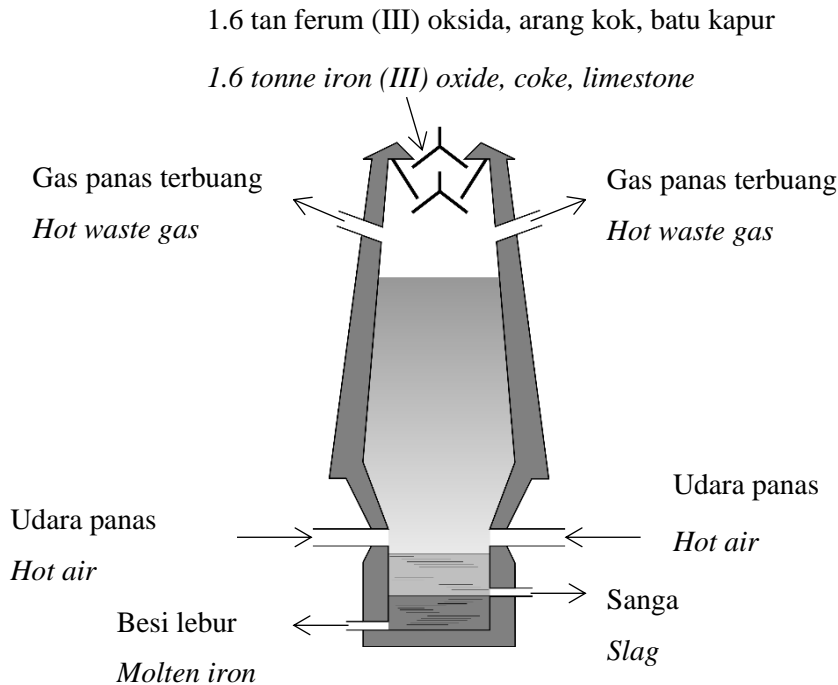 1.6 tan ferum (III) oksida, arang kok, batu kapur
1.6 tonne iron (III) oxide, coke, limestone
Gas panas terbuang
Hot waste gas
Gas panas terbuang
Hot waste gas
Udara panas
Hot air
Udara panas
Hot air
Besi lebur
Molten iron
Sanga
Slag